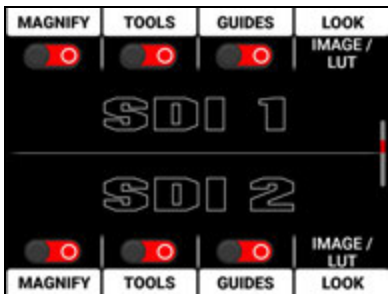 MAGNIFY TOOLS GUIDES LOOK
IMAGE /
LUT
SDI 1
SDI 2
IMAGE /
LUT
MAGNIFY TOOLS GUIDES LOOK